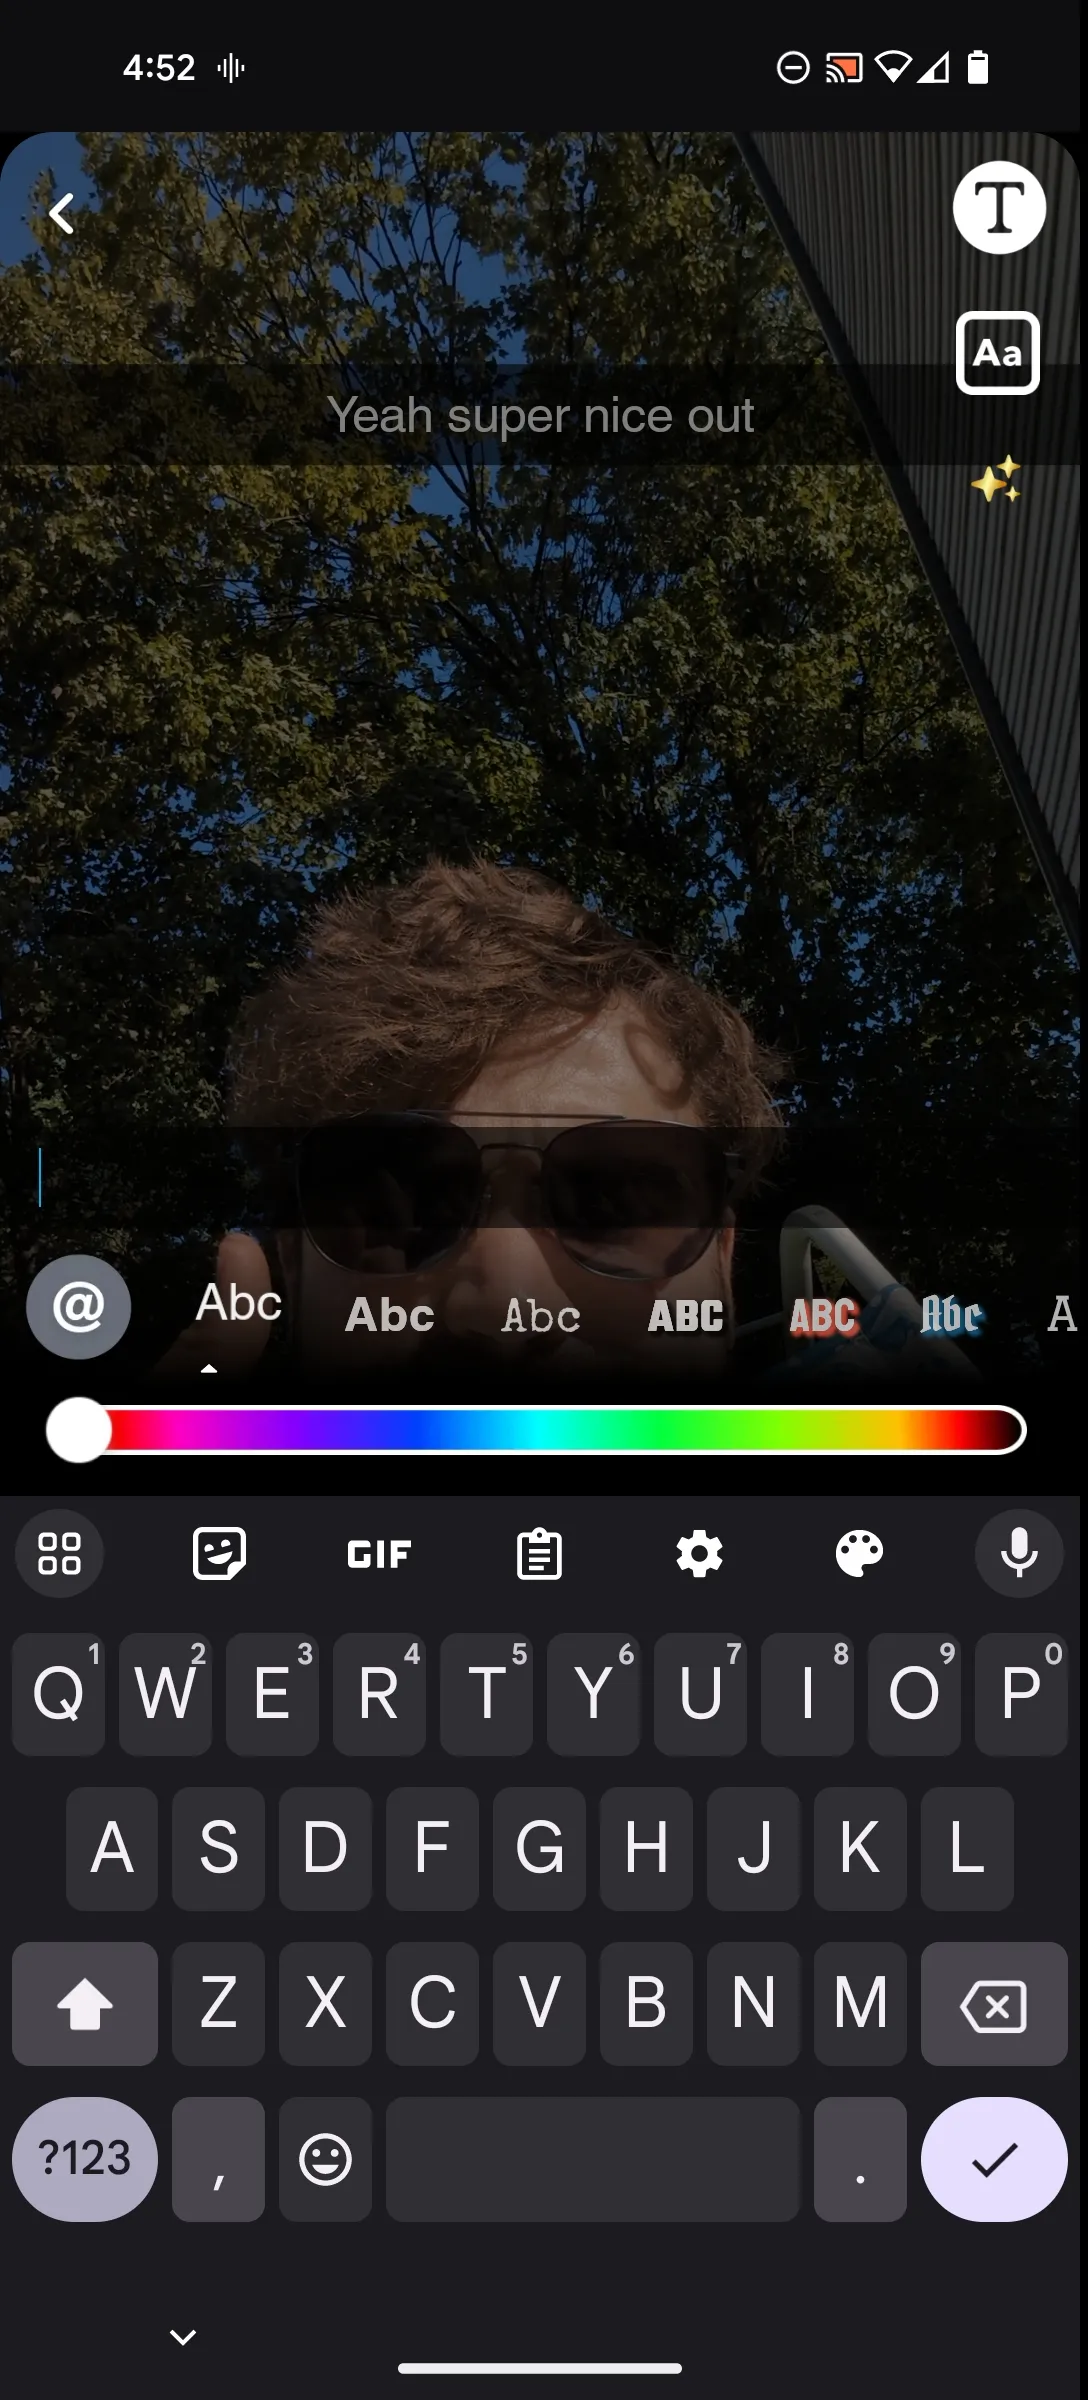 4:52
T
Aa
Yeah super nice out
@ Abc Abc Abc ABC ABC Abc A
GIF
Q 1 W 2 E 3 R 4 T 5 Y 6 U 7 I 8 O 9 P 0
A S D F G H J K L
Z X C V B N M
?123 , .